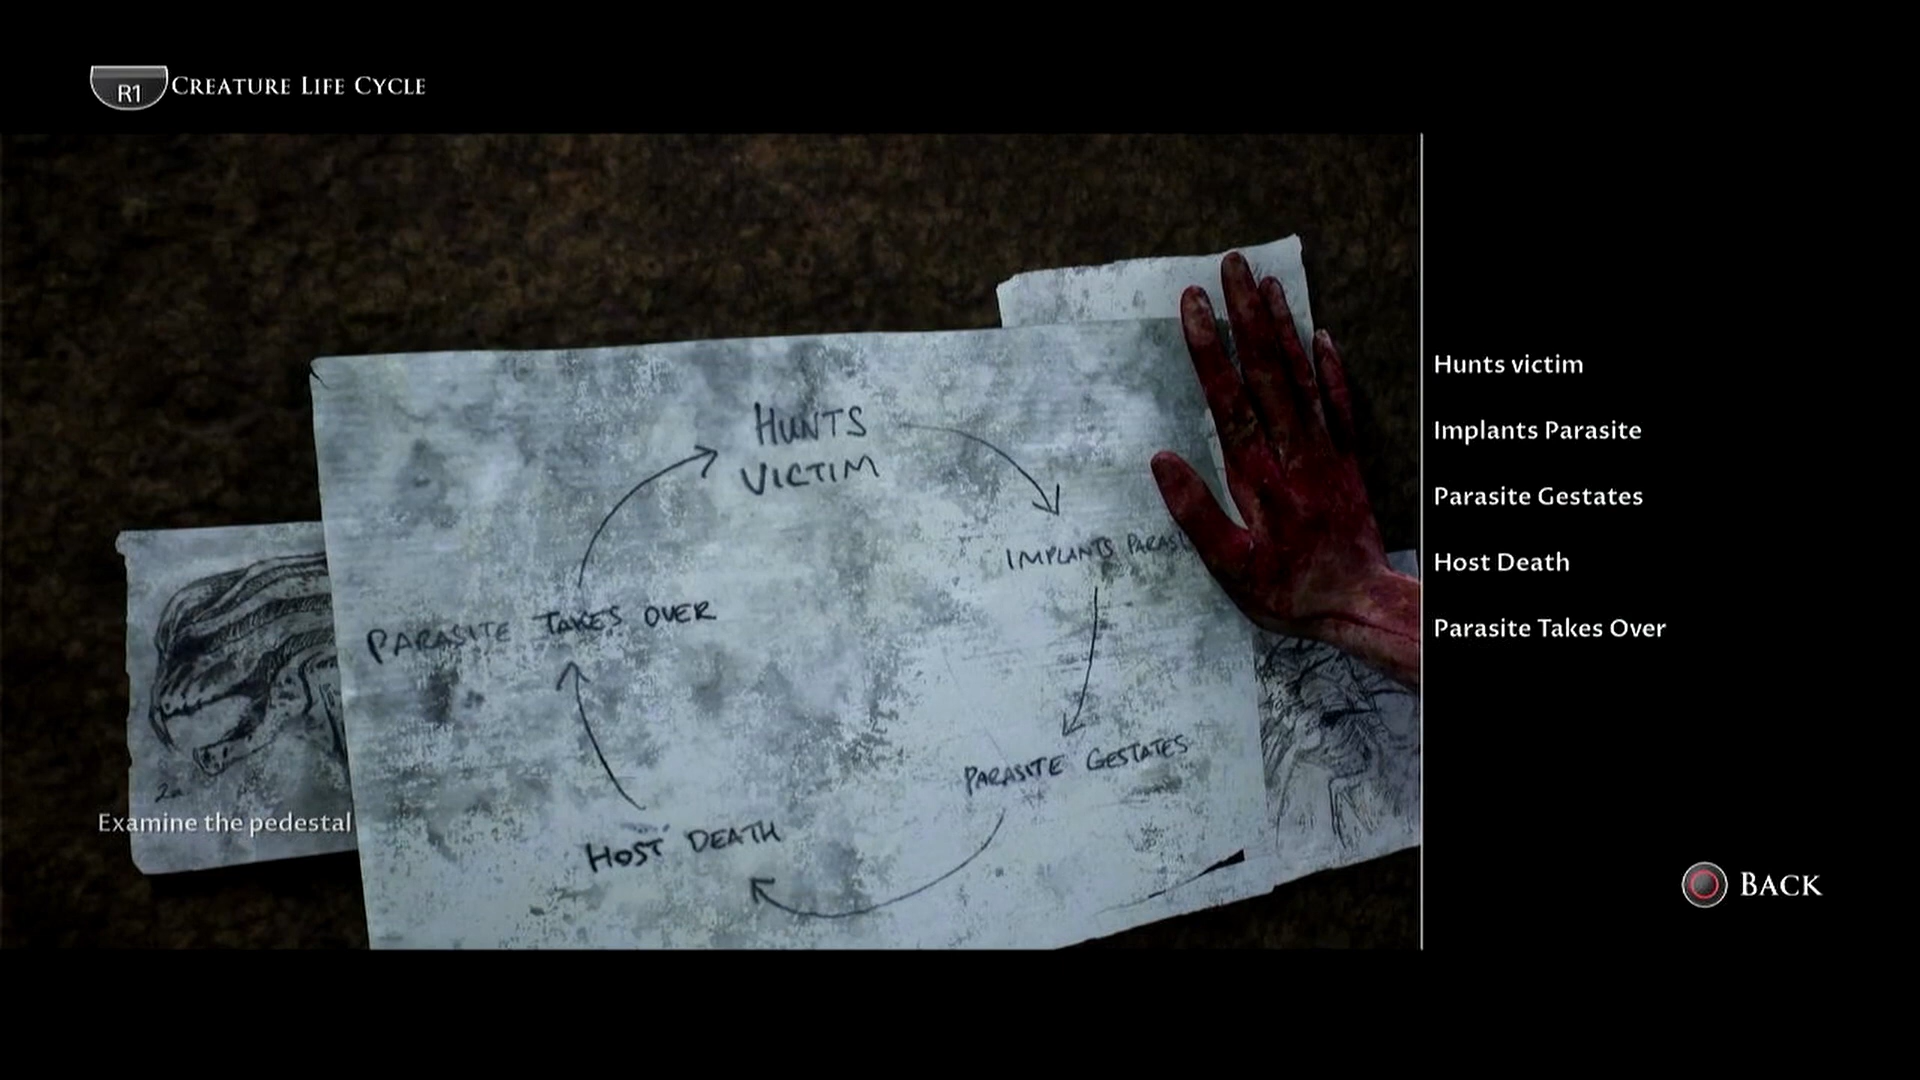 R1 CREATURE LIFE CYCLE
HUNTS
VICTIM
IMPLANTS
PARASITE TAKES OVER
PARASITE GESTATES
HOST DEATH
Examine the pedestal
Hunts victim
Implants Parasite
Parasite Gestates
Host Death
Parasite Takes Over
BACK